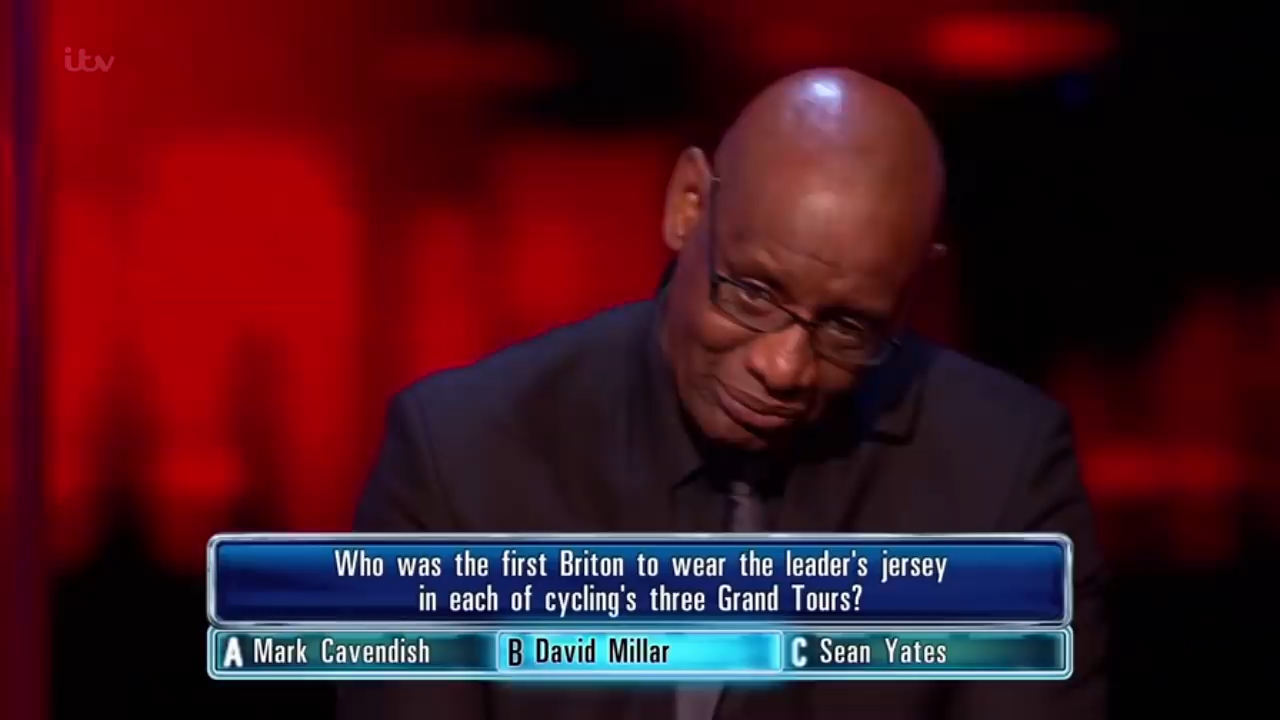 itv
Who was the first Briton to wear the leader's jersey
in each of cycling's three Grand Tours?
A Mark Cavendish B David Millar C Sean Yates